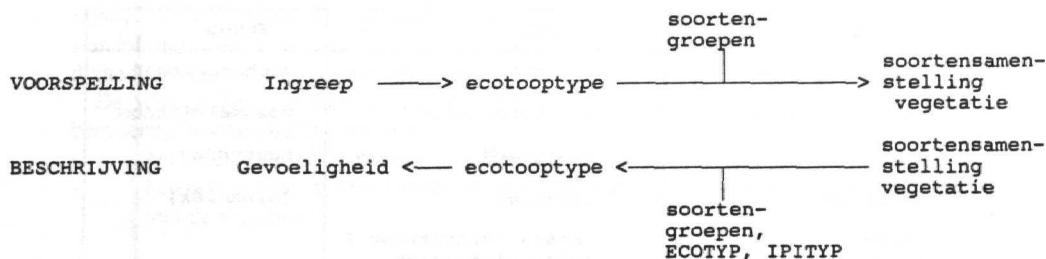 soorten-
groepen
VOORSPELLING Ingreep ecotooptype soortensamen-
stelling
vegetatie
BESCHRIJVING Gevoeligheid ecotooptype soortensamen-
stelling
vegetatie
soorten-
groepen,
ECOTYP, IPITYP